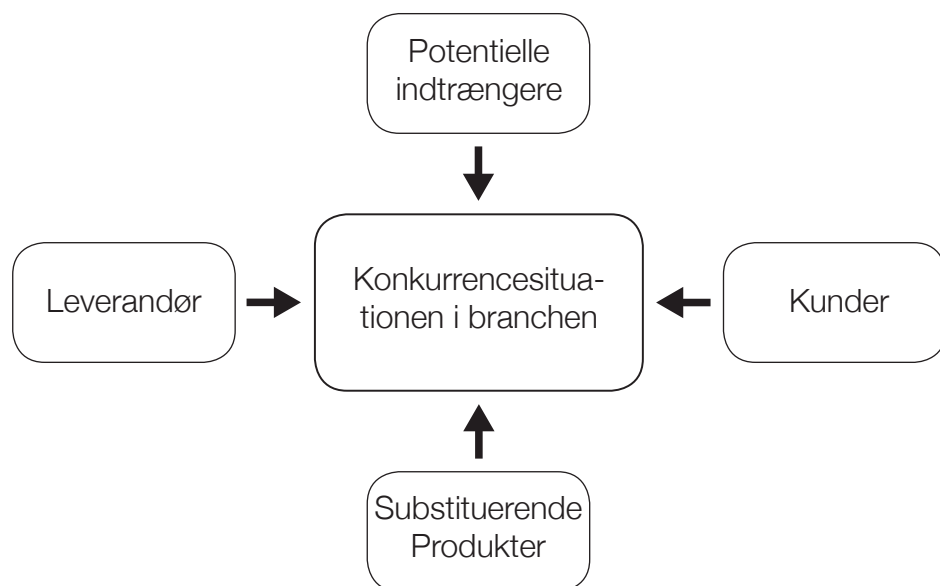 Potentielle
indtrængere
Leverandør
Konkurrencesitua-
tionen i branchen
Kunder
Substituerende
Produkter